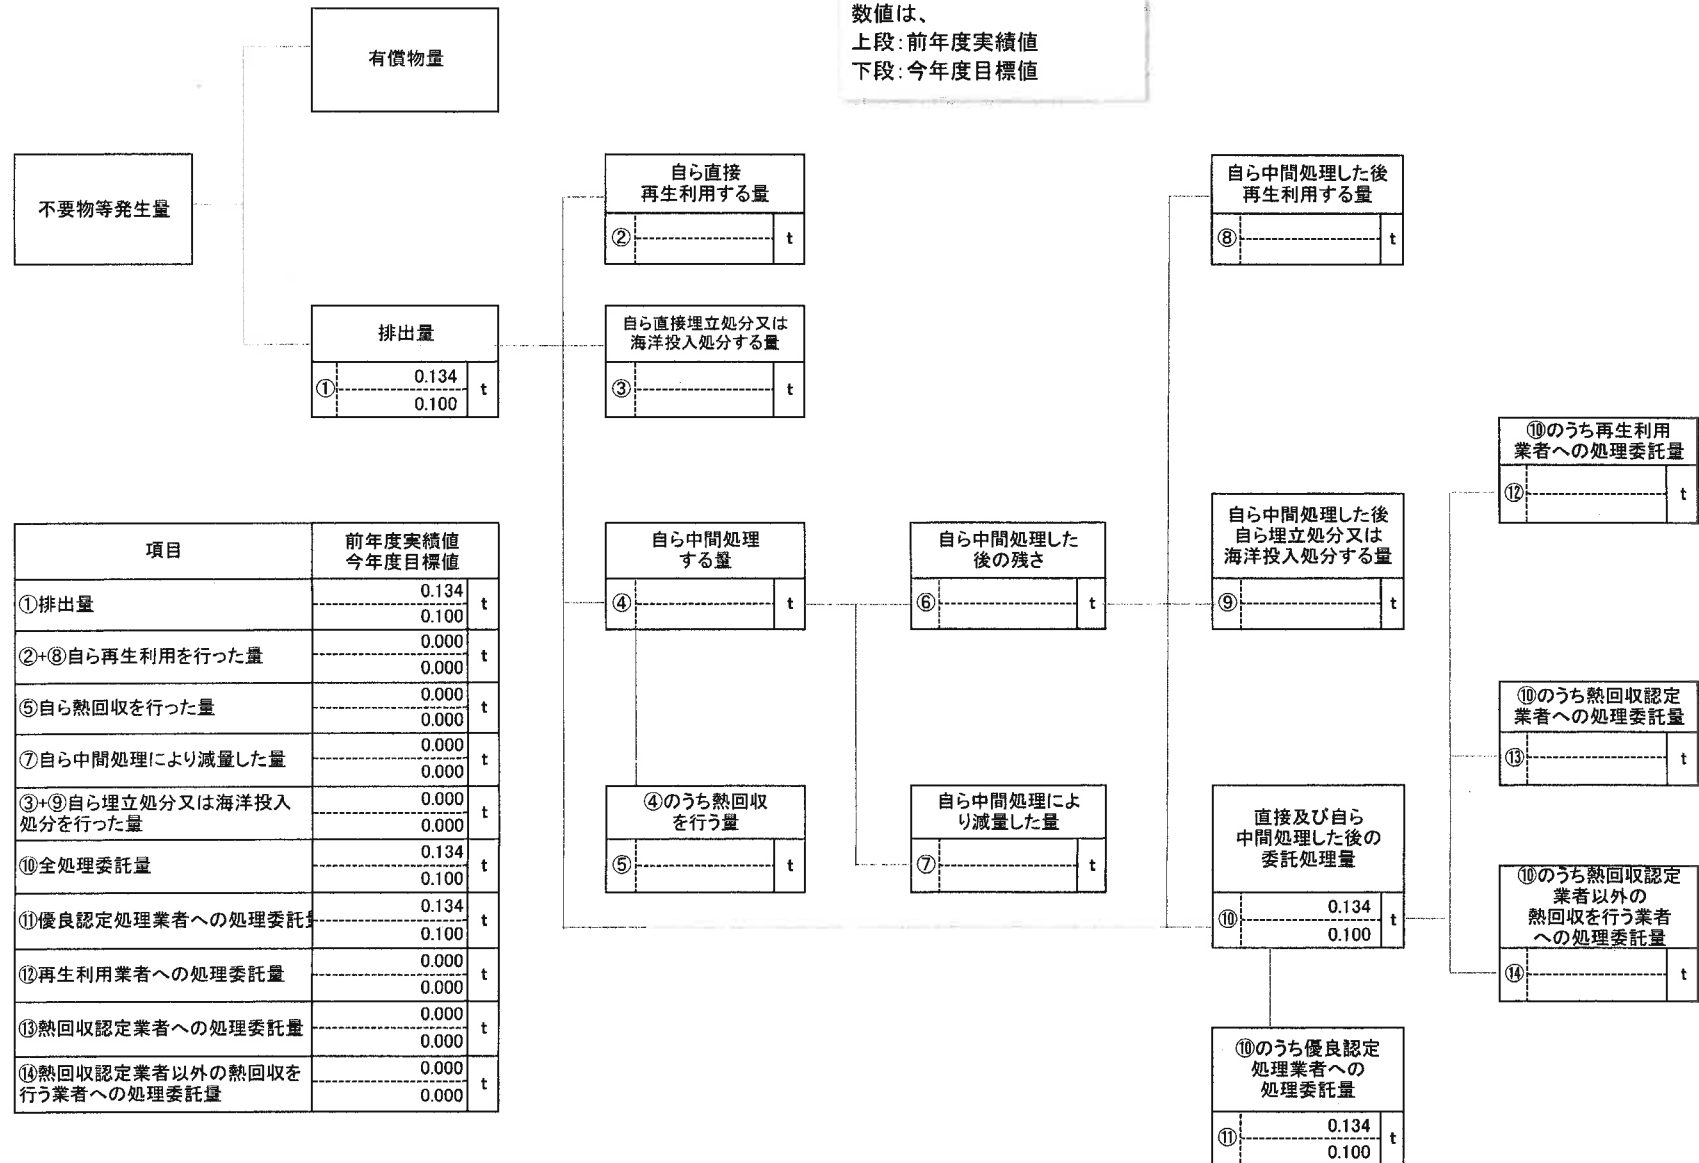 数値は、
上段:前年度実績値
下段:今年度目標値
有償物量
不要物等発生量
排出量
① 0.134 t
0.100
自ら直接
再生利用する量
② t
自ら直接埋立処分又は
海洋投入処分する量
③ t
自ら中間処理
する量
④ t
④のうち熱回収
を行う量
⑤ t
自ら中間処理した
後の残さ
⑥ t
自ら中間処理によ
り減量した量
⑦ t
自ら中間処理した後
再生利用する量
⑧ t
自ら中間処理した後
自ら埋立処分又は
海洋投入処分する量
⑨ t
直接及び自ら
中間処理した後の
委託処理量
⑩ 0.134 t
0.100
⑩のうち優良認定
処理業者への
処理委託量
⑪ 0.134 t
0.100
⑩のうち再生利用
業者への処理委託量
⑫ t
⑩のうち熱回収認定
業者への処理委託量
⑬ t
⑩のうち熱回収認定
業者以外の
熱回収を行う業者
への処理委託量
⑭ t
項目 前年度実績値
今年度目標値
①排出量 0.134 t
0.100
②+⑧自ら再生利用を行った量 0.000 t
0.000
⑤自ら熱回収を行った量 0.000 t
0.000
⑦自ら中間処理により減量した量 0.000 t
0.000
③+⑨自ら埋立処分又は海洋投入 0.000 t
処分を行った量 0.000
⑩全処理委託量 0.134 t
0.100
⑪優良認定処理業者への処理委託 0.134 t
0.100
⑫再生利用業者への処理委託量 0.000 t
0.000
⑬熱回収認定業者への処理委託量 0.000 t
0.000
⑭熱回収認定業者以外の熱回収を 0.000 t
行う業者への処理委託量 0.000